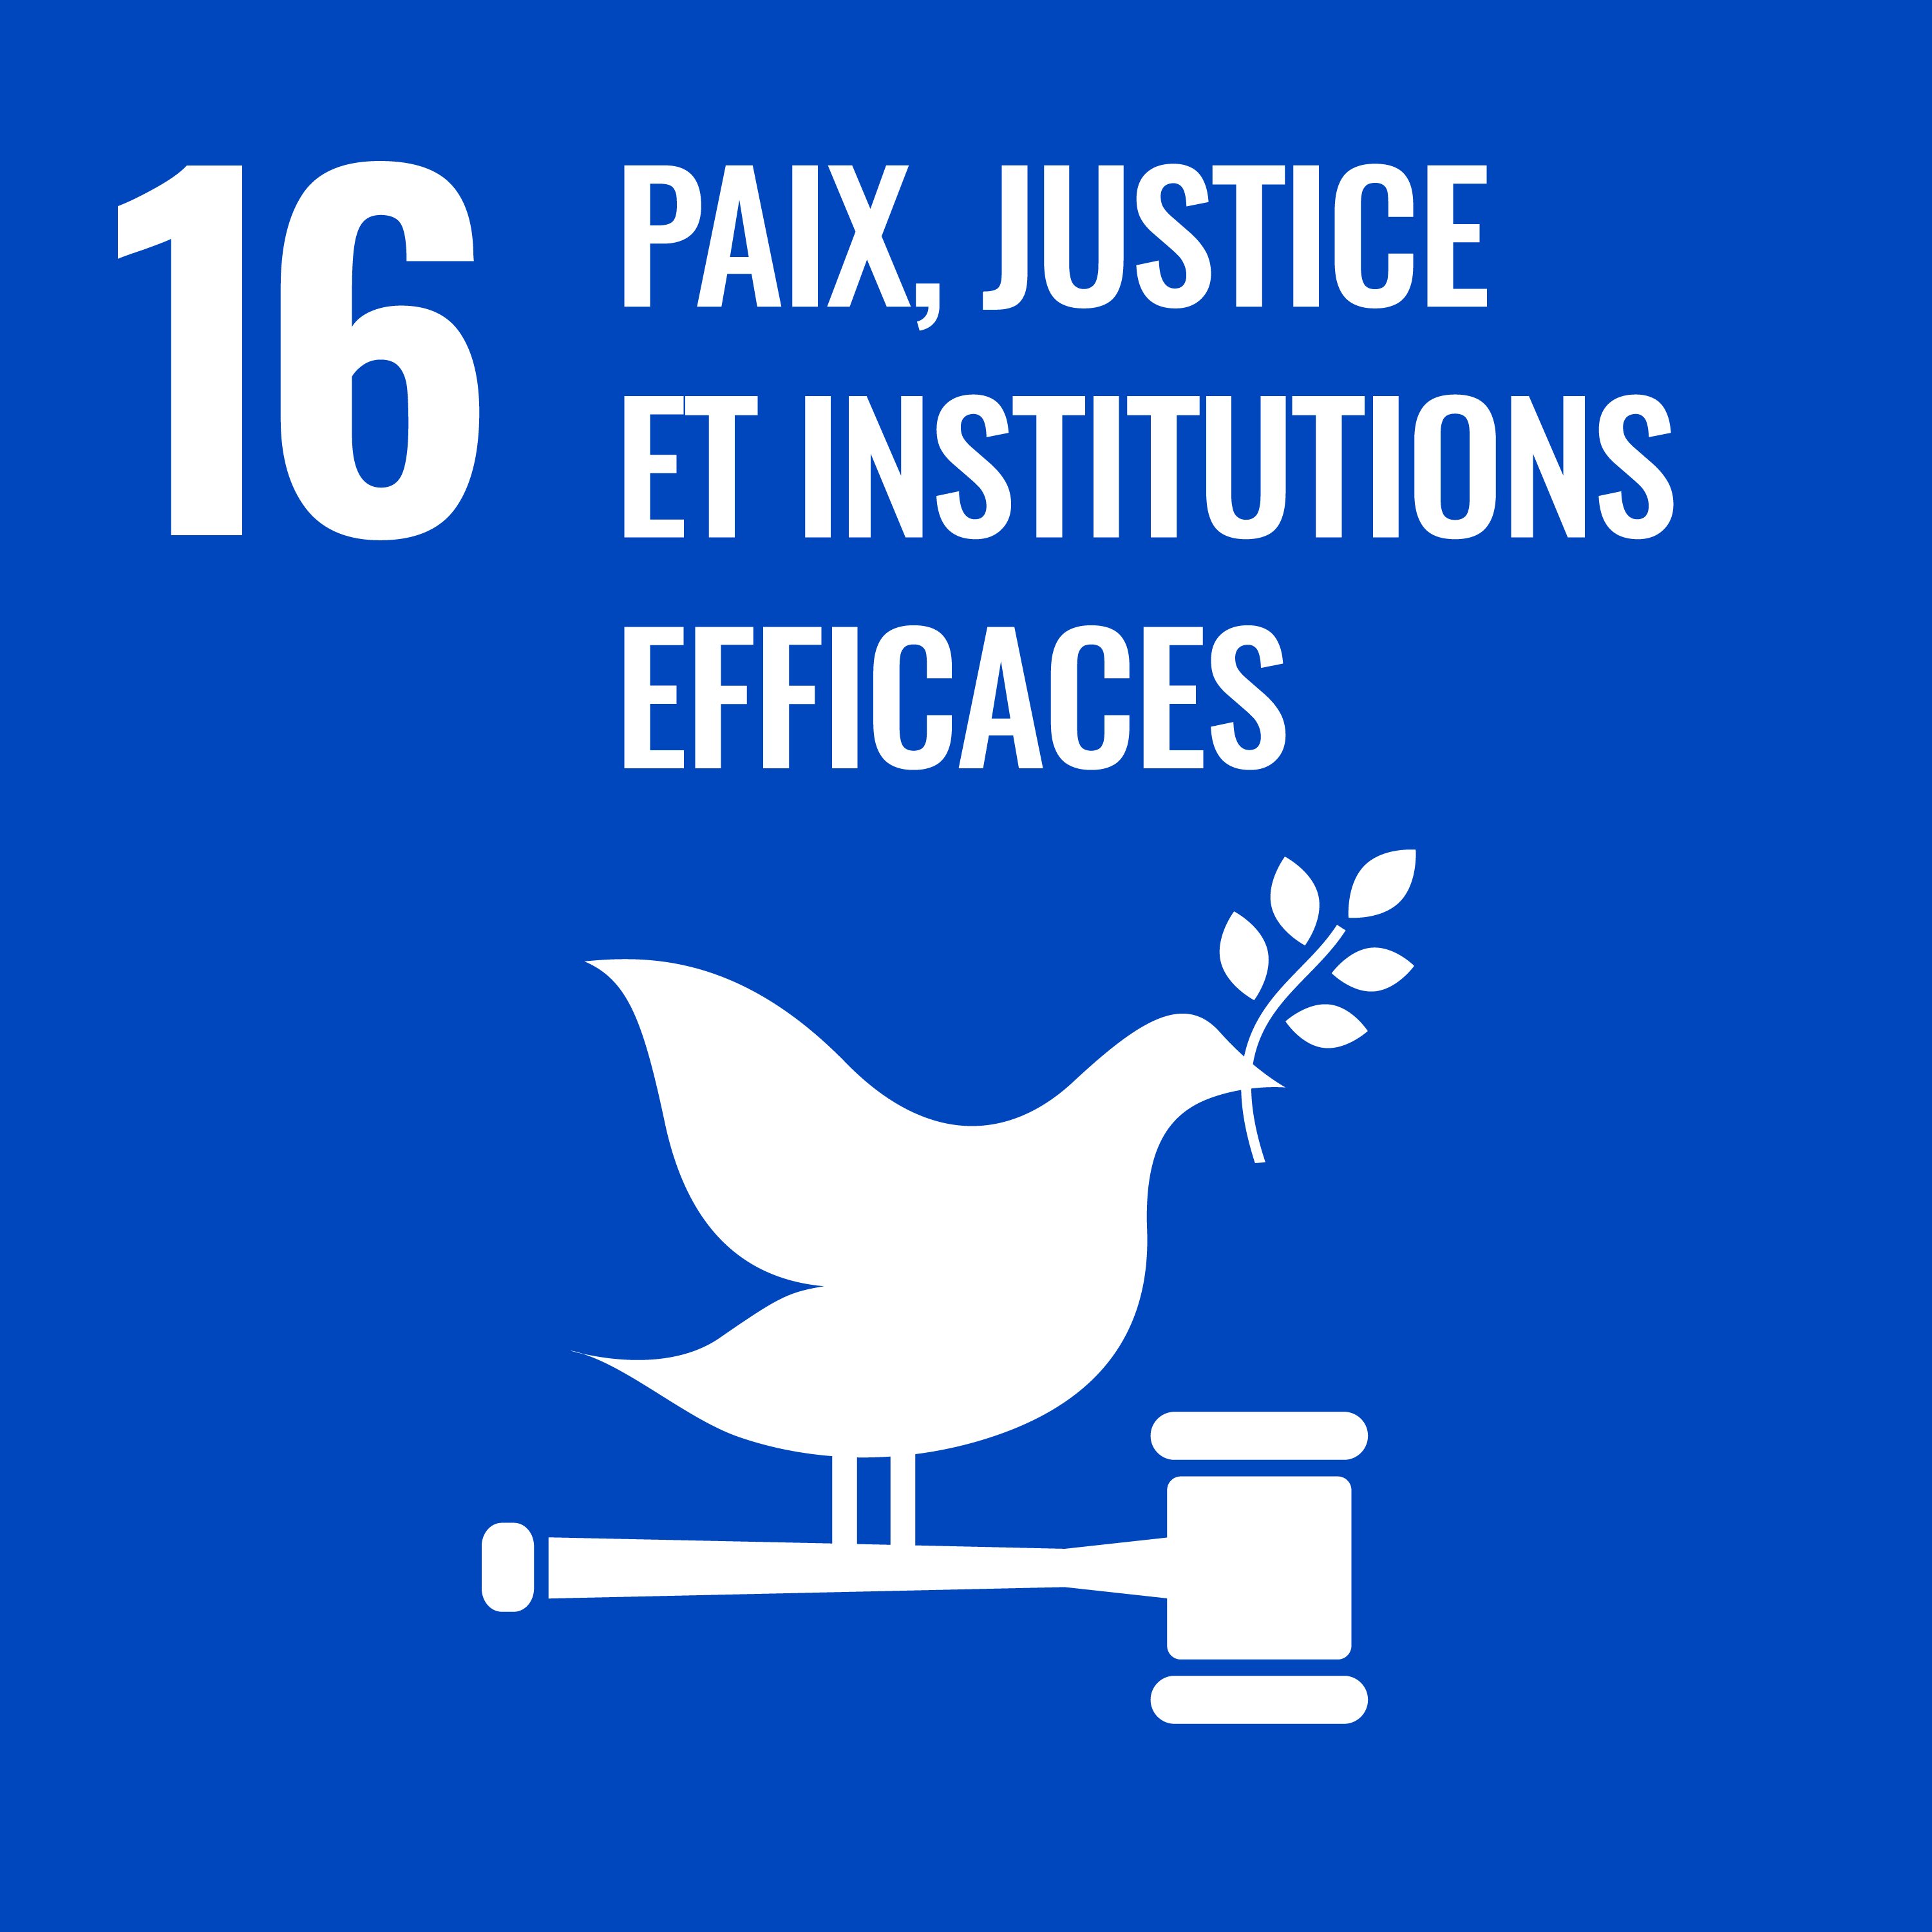 16
PAIX, JUSTICE
ET INSTITUTIONS
EFFICACES